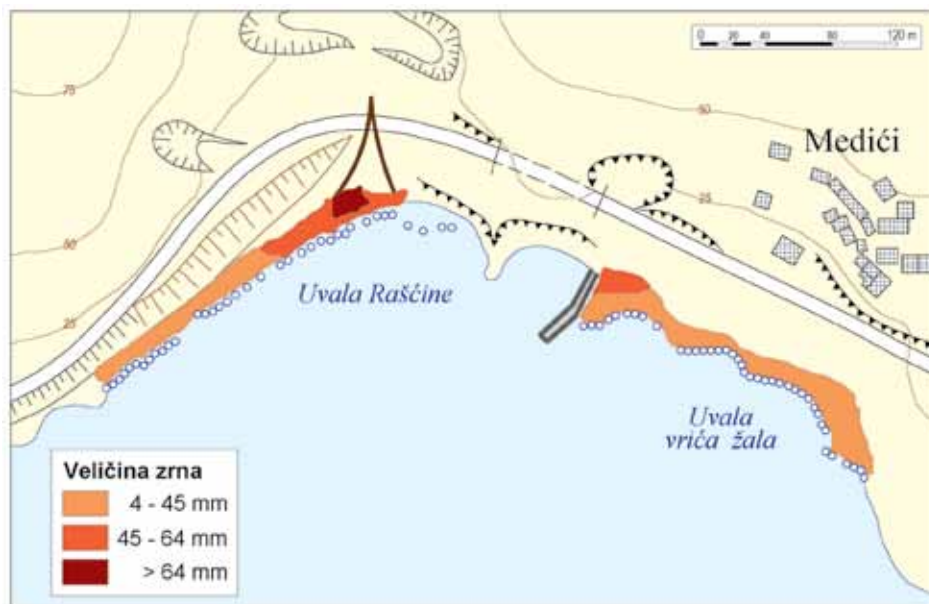 0 20 40 80 120 m
75
50
Medići
25
50
25
Uvala Rašćine
Uvala
vrića žala
Veličina zrna
4 - 45 mm
45 - 64 mm
> 64 mm